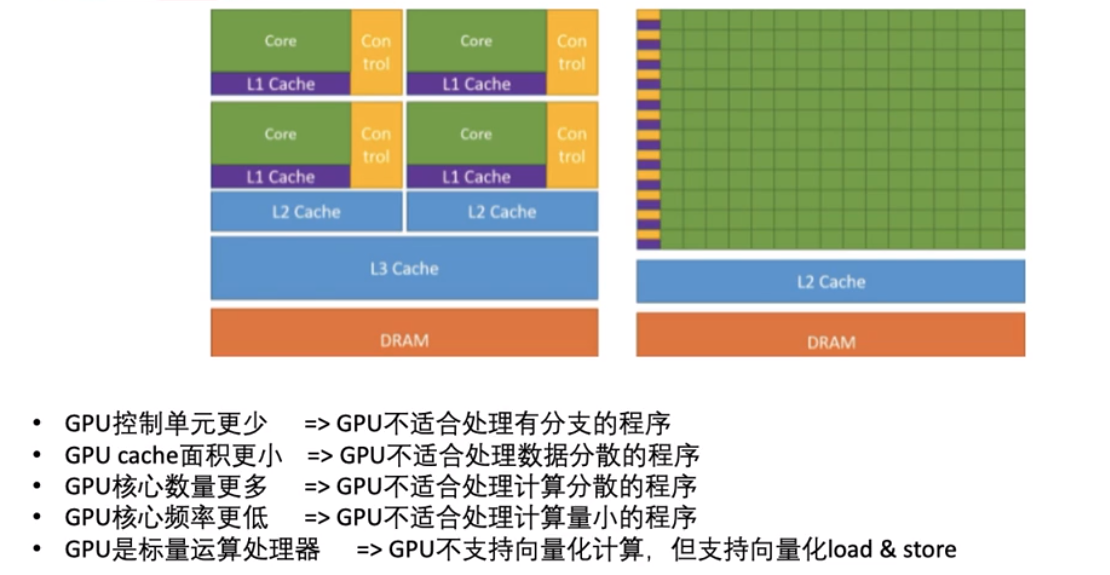 Core
Con
trol
Core
Con
trol
L1 Cache
L1 Cache
Core
Con
trol
Core
Con
trol
L1 Cache
L1 Cache
L2 Cache
L2 Cache
L3 Cache
L2 Cache
DRAM
DRAM
• GPU控制单元更少 => GPU不适合处理有分支的程序
• GPU cache面积更小 => GPU不适合处理数据分散的程序
• GPU核心数量更多 => GPU不适合处理计算分散的程序
• GPU核心频率更低 => GPU不适合处理计算量小的程序
• GPU是标量运算处理器 => GPU不支持向量化计算，但支持向量化load & store